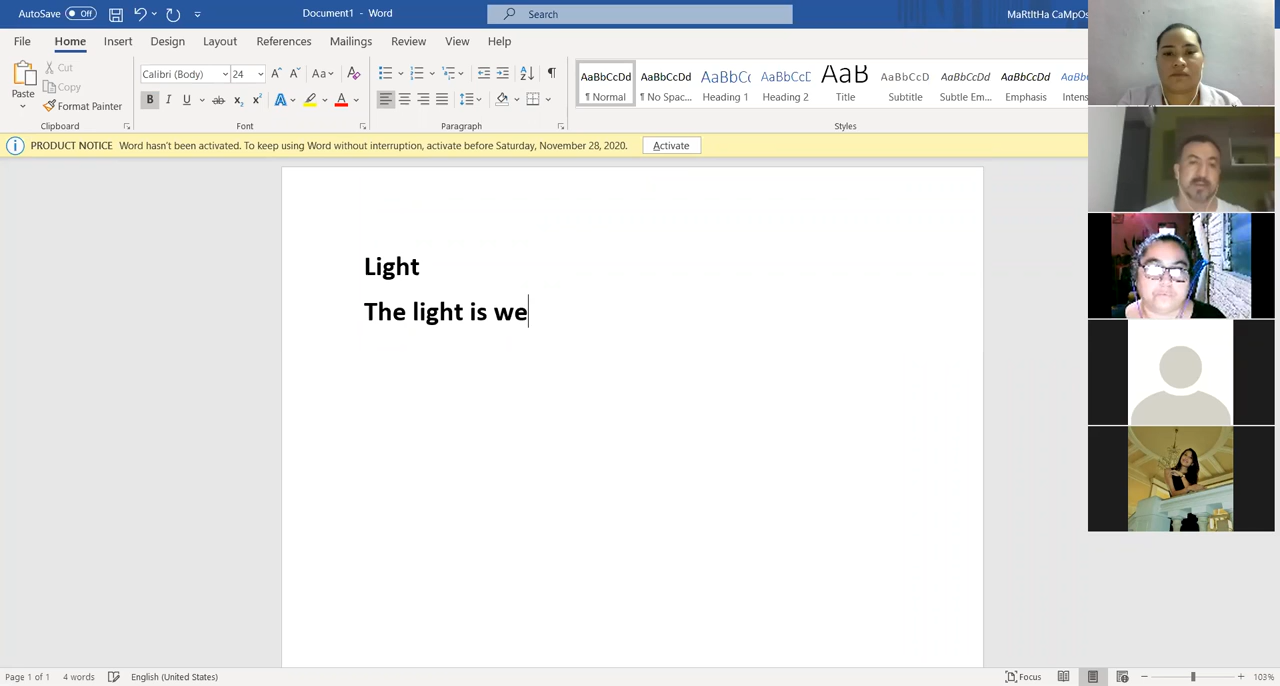 AutoSave Off Document1 - Word Search MaRtItHa CaMpOs
File Home Insert Design Layout References Mailings Review View Help
Paste Cut Copy Format Painter
Calibri (Body) 24
AaBbCcDd AaBbCcDd AaBbCc AaBbCcE AaB AaBbCcD AaBbCcDd AaBbCcDd AaBb
¶ Normal ¶ No Spac... Heading 1 Heading 2 Title Subtitle Subtle Em... Emphasis Intens
Clipboard Font Paragraph Styles
PRODUCT NOTICE Word hasn't been activated. To keep using Word without interruption, activate before Saturday, November 28, 2020. Activate
Light
The light is we
Page 1 of 1 4 words English (United States) Focus 103%